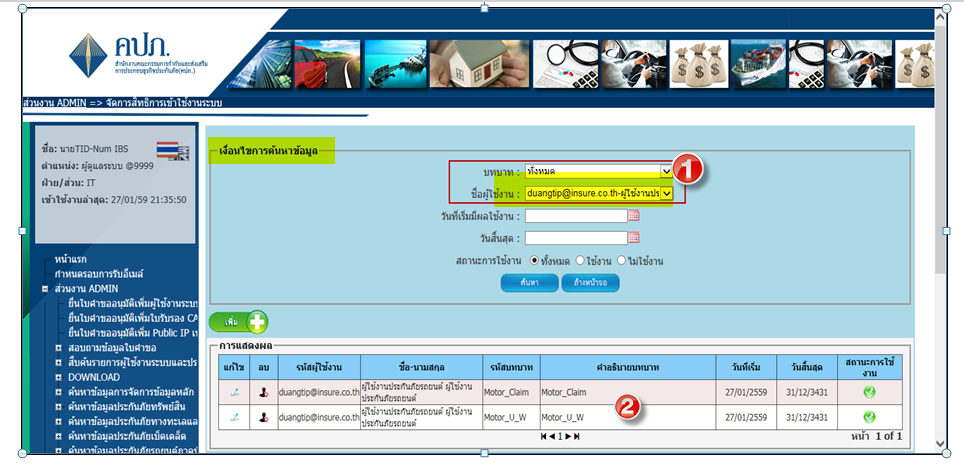 คปภ.
สำนักงานคณะกรรมการกำกับและส่งเสริม
การประกอบธุรกิจประกันภัย(คปภ.)
ส่วนงาน ADMIN => จัดการสิทธิการเข้าใช้งานระบบ
ชื่อ: นายTID-Num IBS
ตำแหน่ง: ผู้ดูแลระบบ @9999
ฝ่าย/ส่วน: IT
เข้าใช้งานล่าสุด: 27/01/59 21:35:50
หน้าแรก
กำหนดรอบการรับอีเมล์
ส่วนงาน ADMIN
ยื่นใบคำขออนุมัติเพิ่มผู้ใช้งานระบบ
ยื่นใบคำขออนุมัติเพิ่มใบรับรอง CA
ยื่นใบคำขออนุมัติเพิ่ม Public IP เ
สอบถามข้อมูลใบคำขอ
สืบค้นรายการผู้ใช้งานระบบและปร
DOWNLOAD
ค้นหาข้อมูลการจัดการข้อมูลหลัก
ค้นหาข้อมูลประกันภัยทรัพย์สิน
ค้นหาข้อมูลประกันภัยทางทะเลแล
ค้นหาข้อมูลประกันภัยเบ็ดเตล็ด
ค้นหาข้อมูลประกันภัยรถยนต์ภาค
เงื่อนไขการค้นหาข้อมูล
บทบาท : ทั้งหมด
1
ชื่อผู้ใช้งาน : duangtip@insure.co.th-ผู้ใช้งานปร
วันที่เริ่มมีผลใช้งาน :
วันสิ้นสุด :
สถานะการใช้งาน ทั้งหมด ใช้งาน ไม่ใช้งาน
ค้นหา ล้างหน้าจอ
เพิ่ม
การแสดงผล
แก้ไข ลบ รหัสผู้ใช้งาน ชื่อ-นามสกุล รหัสบทบาท คำอธิบายบทบาท วันที่เริ่ม วันสิ้นสุด สถานะการใช้
งาน
duangtip@insure.co.th ผู้ใช้งานประกันภัยรถยนต์ ผู้ใช้งาน Motor_Claim Motor_Claim 27/01/2559 31/12/3431
ประกันภัยรถยนต์
duangtip@insure.co.th ผู้ใช้งานประกันภัยรถยนต์ ผู้ใช้งาน Motor_U_W Motor_U_W 27/01/2559 31/12/3431
ประกันภัยรถยนต์
2
1
หน้า 1 of 1